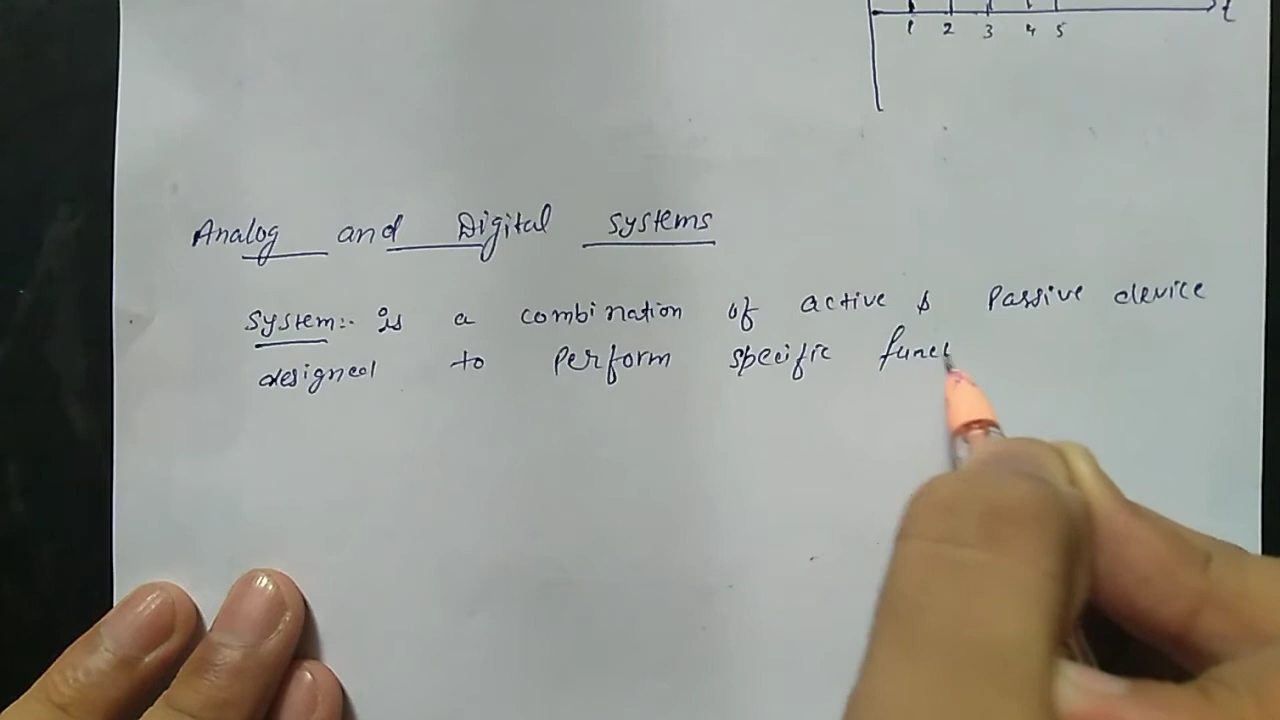 t
1 2 3 4 5
Analog and Digital systems
System:- is a combination of active & Passive device
designed to Perform specific funct